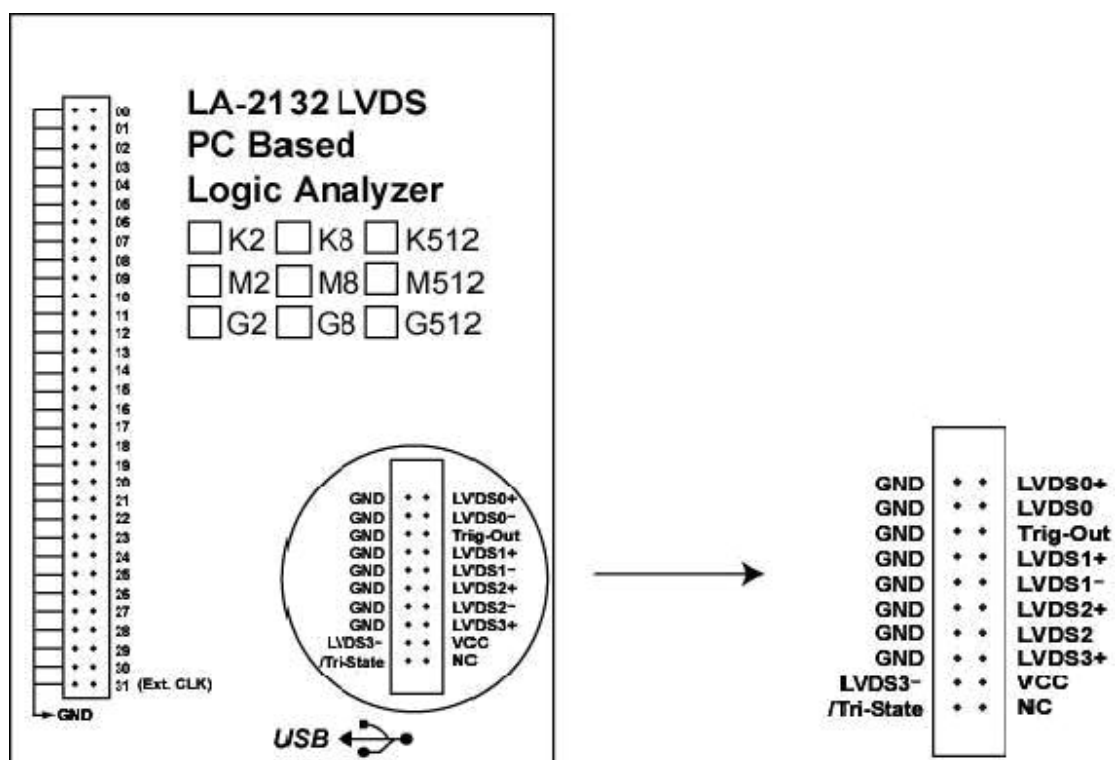 LA-2132 LVDS
PC Based
Logic Analyzer
K2 K8 K512
M2 M8 M512
G2 G8 G512
00
01
02
03
04
05
06
07
08
09
10
11
12
13
14
15
16
17
18
19
20
21
22
23
24
25
26
27
28
29
30
31 (Ext. CLK)
GND
GND LVDS0+
GND LVDS0-
GND Trig-Out
GND LVDS1+
GND LVDS1-
GND LVDS2+
GND LVDS2-
GND LVDS3+
LVDS3- VCC
/Tri-State NC
USB
GND LVDS0+
GND LVDS0
GND Trig-Out
GND LVDS1+
GND LVDS1-
GND LVDS2+
GND LVDS2
GND LVDS3+
LVDS3- VCC
/Tri-State NC